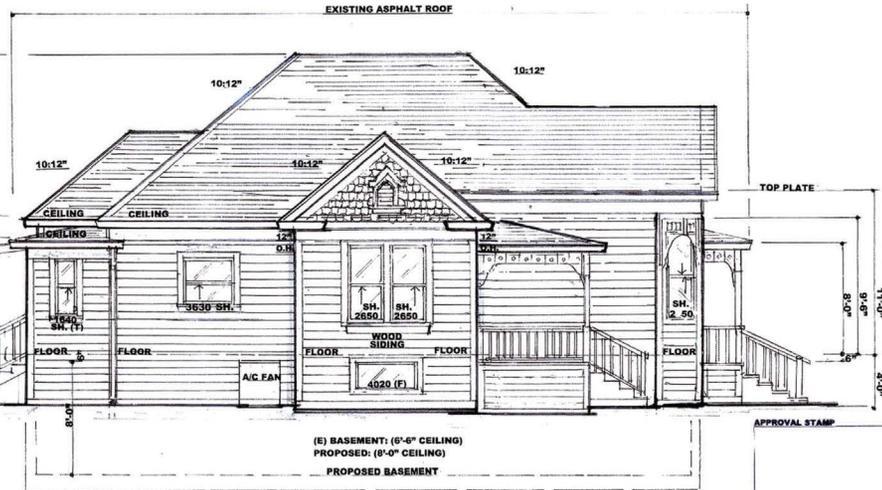 EXISTING ASPHALT ROOF
10:12"
10:12"
10:12"
10:12"
10:12"
TOP PLATE
CEILING
CEILING
CEILING
12"
O.H.
12"
O.H.
3630 SH.
1640
SH. (T)
SH.
2650
SH.
2650
SH.
2 50
WOOD
SIDING
FLOOR
FLOOR
FLOOR
FLOOR
FLOOR
8'-0"
9'-6"
11'-0"
6"
4'-0"
A/C FAN
4020 (F)
APPROVAL STAMP
(E) BASEMENT: (6'-6" CEILING)
PROPOSED: (8'-0" CEILING)
PROPOSED BASEMENT